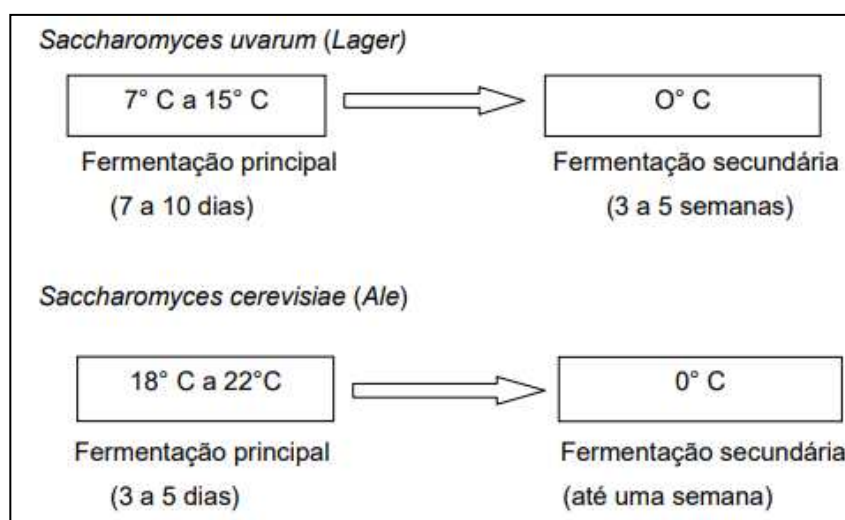 Saccharomyces uvarum (Lager)
7° C a 15° C
O° C
Fermentação principal
(7 a 10 dias)
Fermentação secundária
(3 a 5 semanas)
Saccharomyces cerevisiae (Ale)
18° C a 22°C
0° C
Fermentação principal
(3 a 5 dias)
Fermentação secundária
(até uma semana)